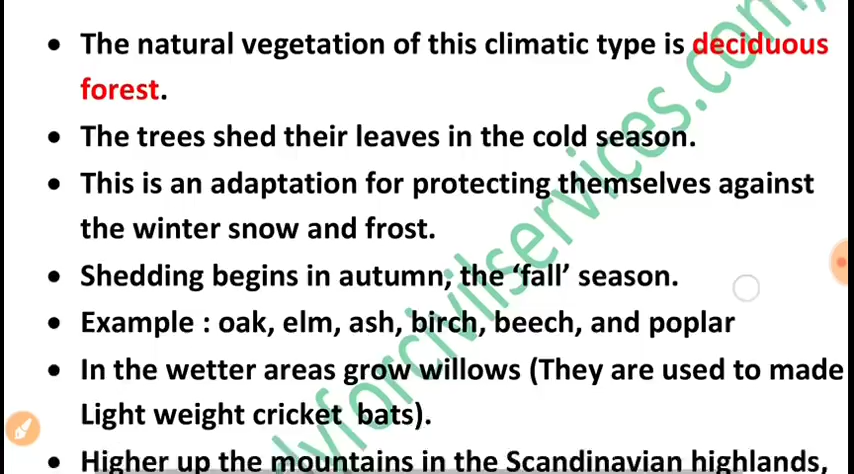 • The natural vegetation of this climatic type is deciduous
forest.
• The trees shed their leaves in the cold season.
• This is an adaptation for protecting themselves against
the winter snow and frost.
• Shedding begins in autumn, the ‘fall’ season.
• Example : oak, elm, ash, birch, beech, and poplar
• In the wetter areas grow willows (They are used to made
Light weight cricket bats).
• Higher up the mountains in the Scandinavian highlands,
lyforcivilservices.com